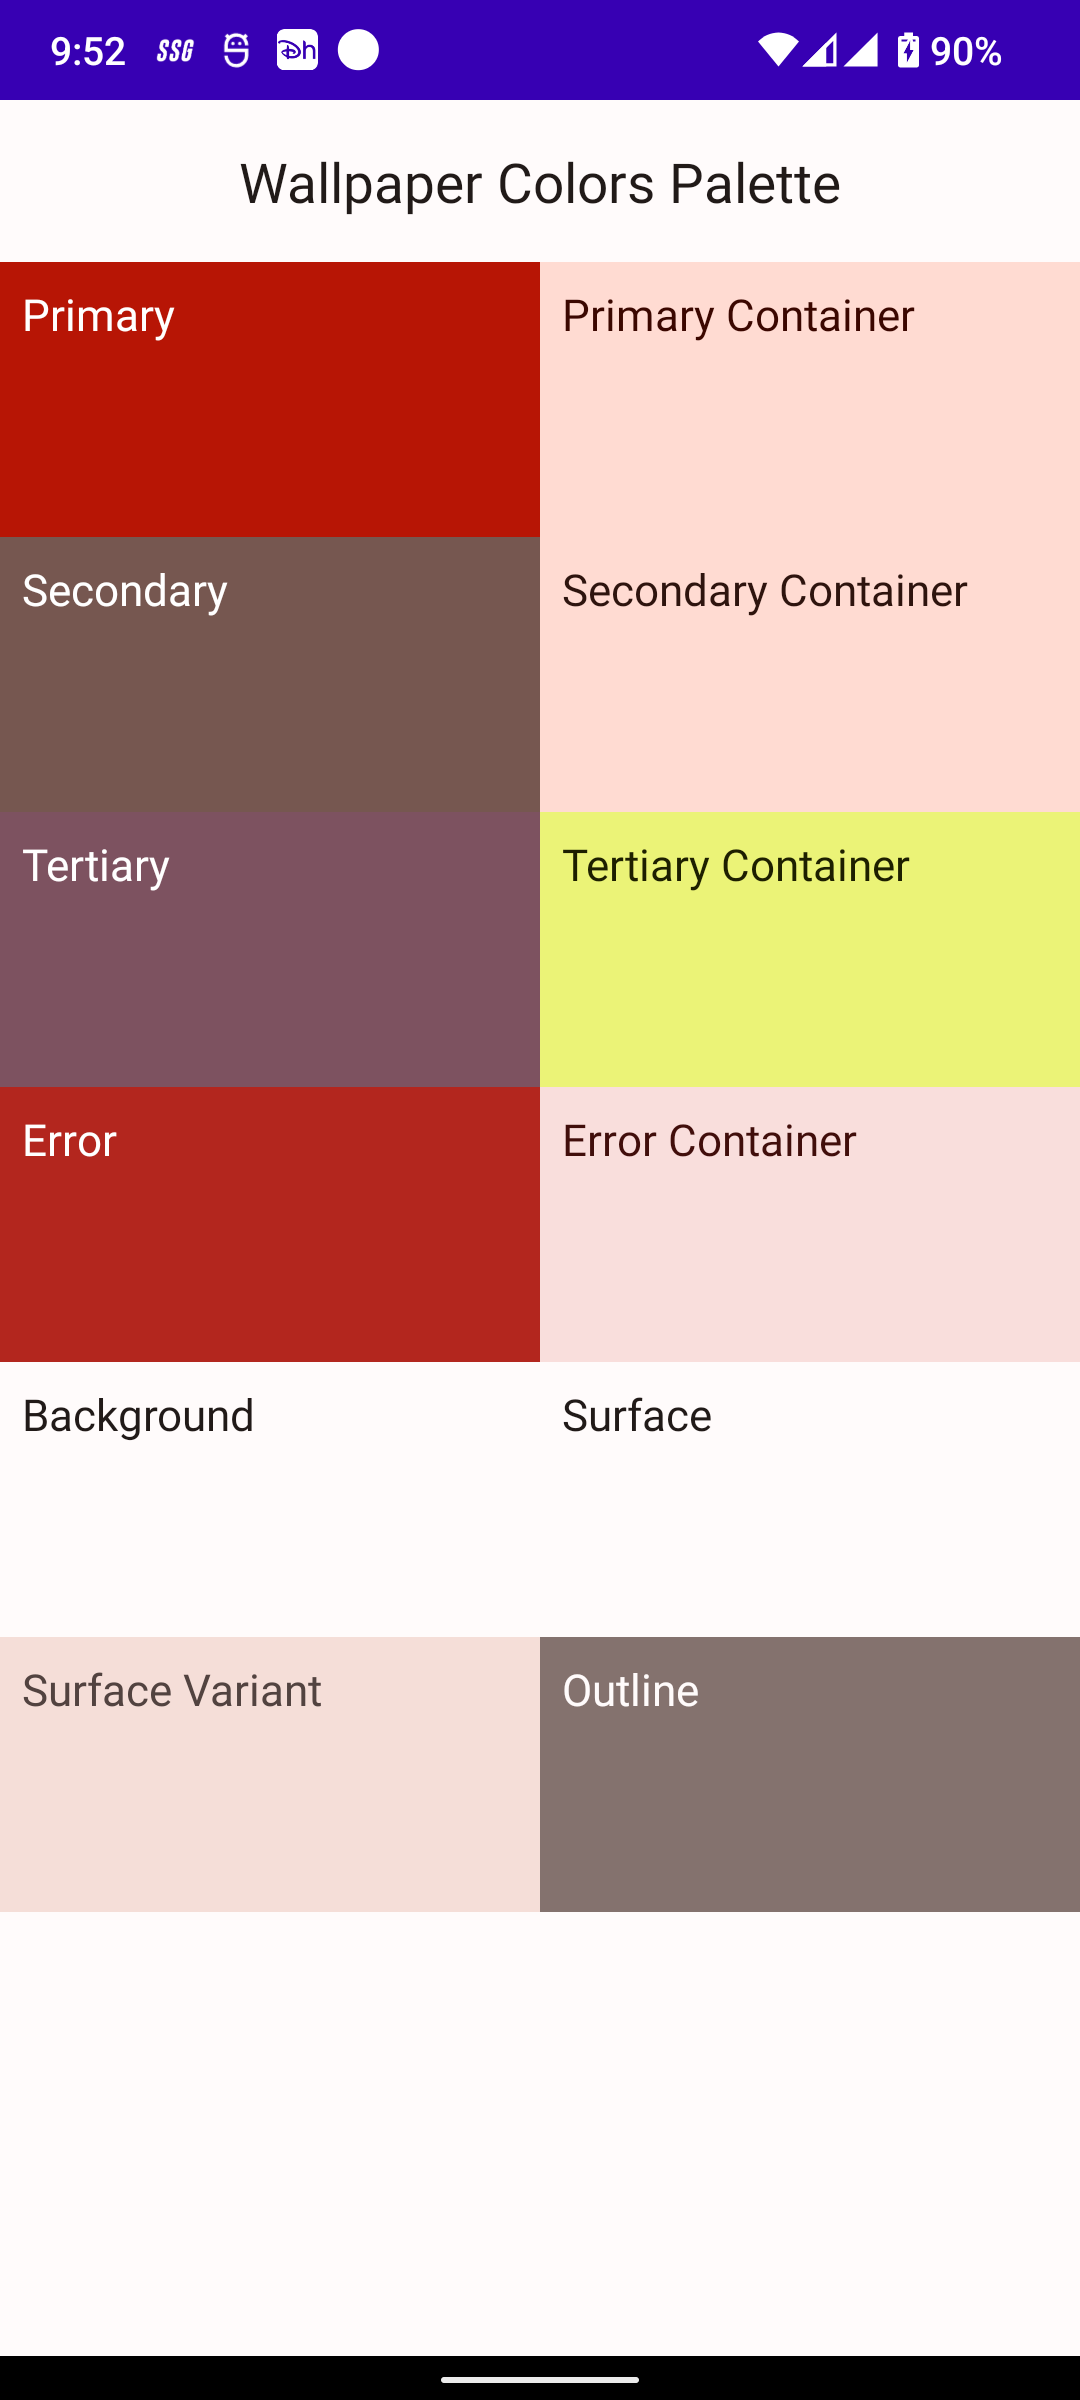 9:52 SSG Dh 90%
Wallpaper Colors Palette
Primary
Primary Container
Secondary
Secondary Container
Tertiary
Tertiary Container
Error
Error Container
Background
Surface
Surface Variant
Outline